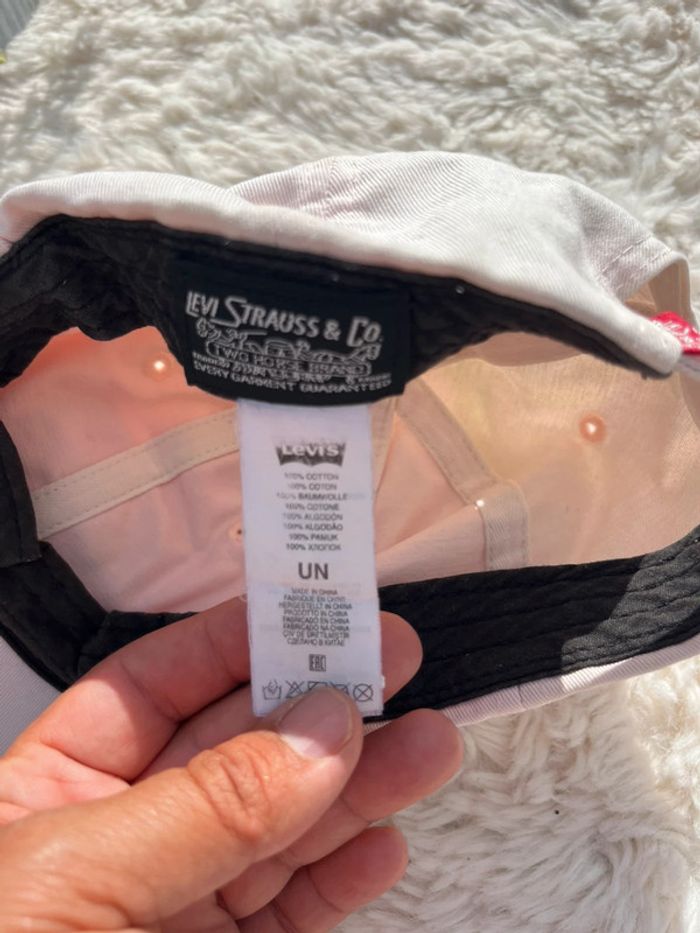 LEVI STRAUSS & CO.
TWO HORSE BRAND
EVERY GARMENT GUARANTEED
Levi's
100% COTTON
100% COTON
100% BAUMWOLLE
100% COTONE
100% ALGODÓN
100% ALGODÃO
100% PAMUK
100% ХЛОПОК
UN
MADE IN CHINA
FABRIQUÉ EN CHINE
HERGESTELLT IN CHINA
PRODOTTO IN CHINA
FABRICADO EN CHINA
FABRICADO NA CHINA
ÇİN'DE ÜRETİLMİŞTİR
СДЕЛАНО В КИТАЕ
EAC